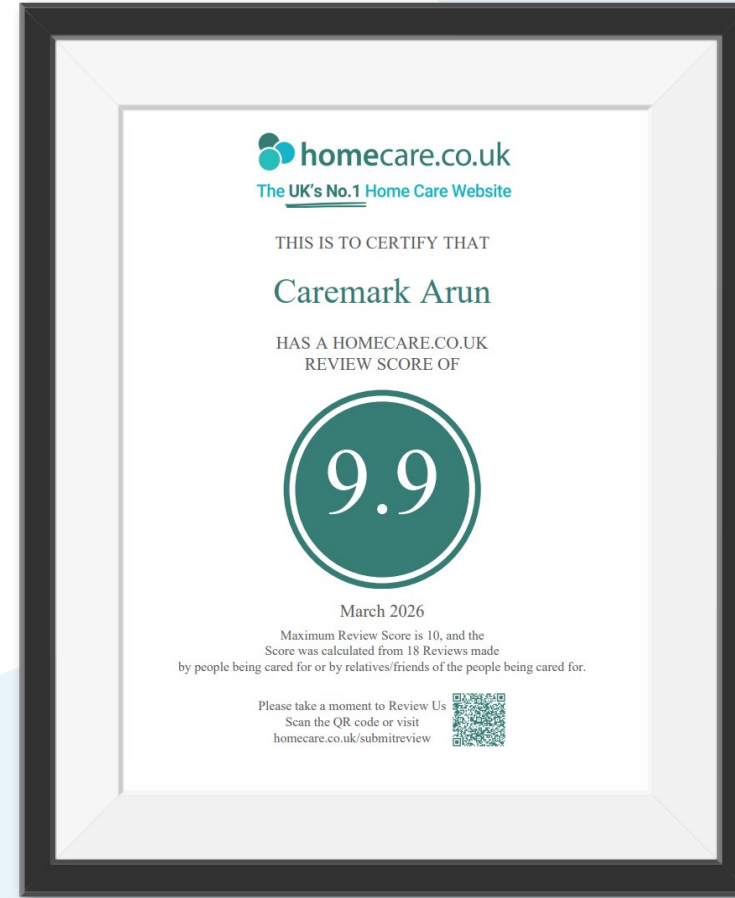 homecare.co.uk
The UK's No.1 Home Care Website
THIS IS TO CERTIFY THAT
Caremark Arun
HAS A HOMECARE.CO.UK
REVIEW SCORE OF
9.9
March 2026
Maximum Review Score is 10, and the
Score was calculated from 18 Reviews made
by people being cared for or by relatives/friends of the people being cared for.
Please take a moment to Review Us
Scan the QR code or visit
homecare.co.uk/submitreview